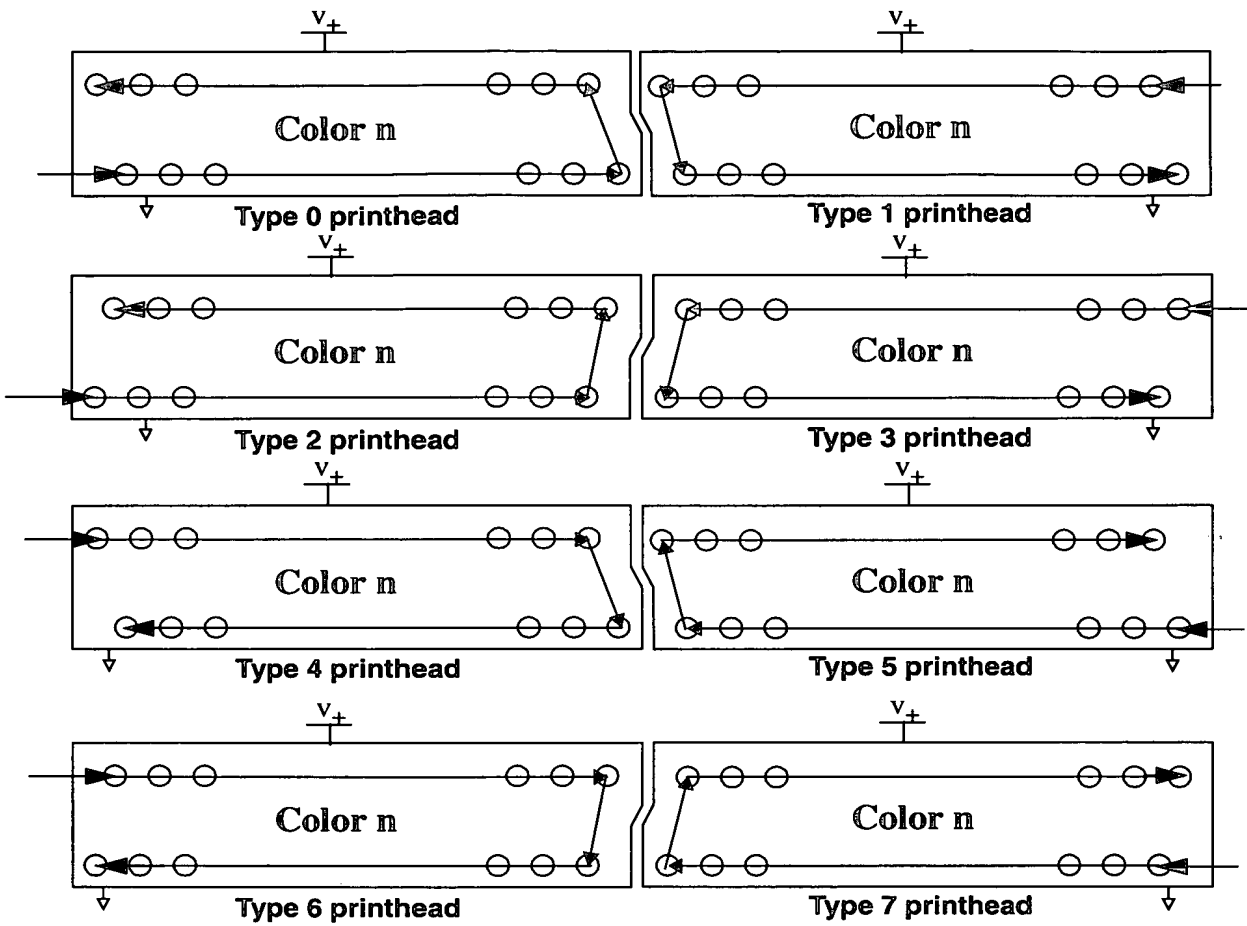 V+ V+
Color n Color n
Type 0 printhead Type 1 printhead
V+ V+
Color n Color n
Type 2 printhead Type 3 printhead
V+ V+
Color n Color n
Type 4 printhead Type 5 printhead
V+ V+
Color n Color n
Type 6 printhead Type 7 printhead